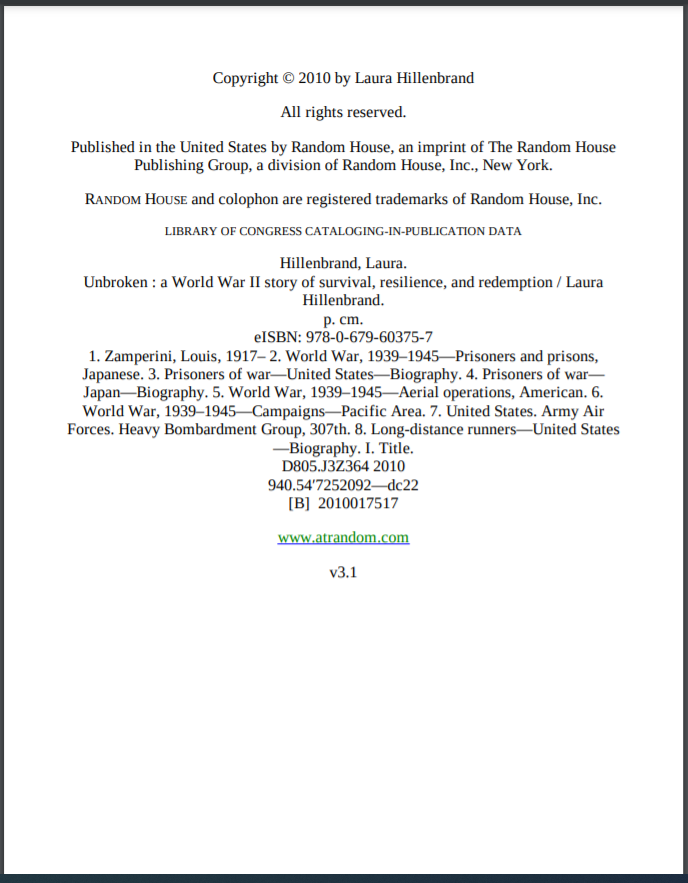 Copyright © 2010 by Laura Hillenbrand
All rights reserved.
Published in the United States by Random House, an imprint of The Random House
Publishing Group, a division of Random House, Inc., New York.
RANDOM HOUSE and colophon are registered trademarks of Random House, Inc.
LIBRARY OF CONGRESS CATALOGING-IN-PUBLICATION DATA
Hillenbrand, Laura.
Unbroken : a World War II story of survival, resilience, and redemption / Laura
Hillenbrand.
p. cm.
eISBN: 978-0-679-60375-7
1. Zamperini, Louis, 1917– 2. World War, 1939–1945—Prisoners and prisons,
Japanese. 3. Prisoners of war—United States—Biography. 4. Prisoners of war—
Japan—Biography. 5. World War, 1939–1945—Aerial operations, American. 6.
World War, 1939–1945—Campaigns—Pacific Area. 7. United States. Army Air
Forces. Heavy Bombardment Group, 307th. 8. Long-distance runners—United States
—Biography. I. Title.
D805.J3Z364 2010
940.54′7252092—dc22
[B] 2010017517
www.atrandom.com
v3.1